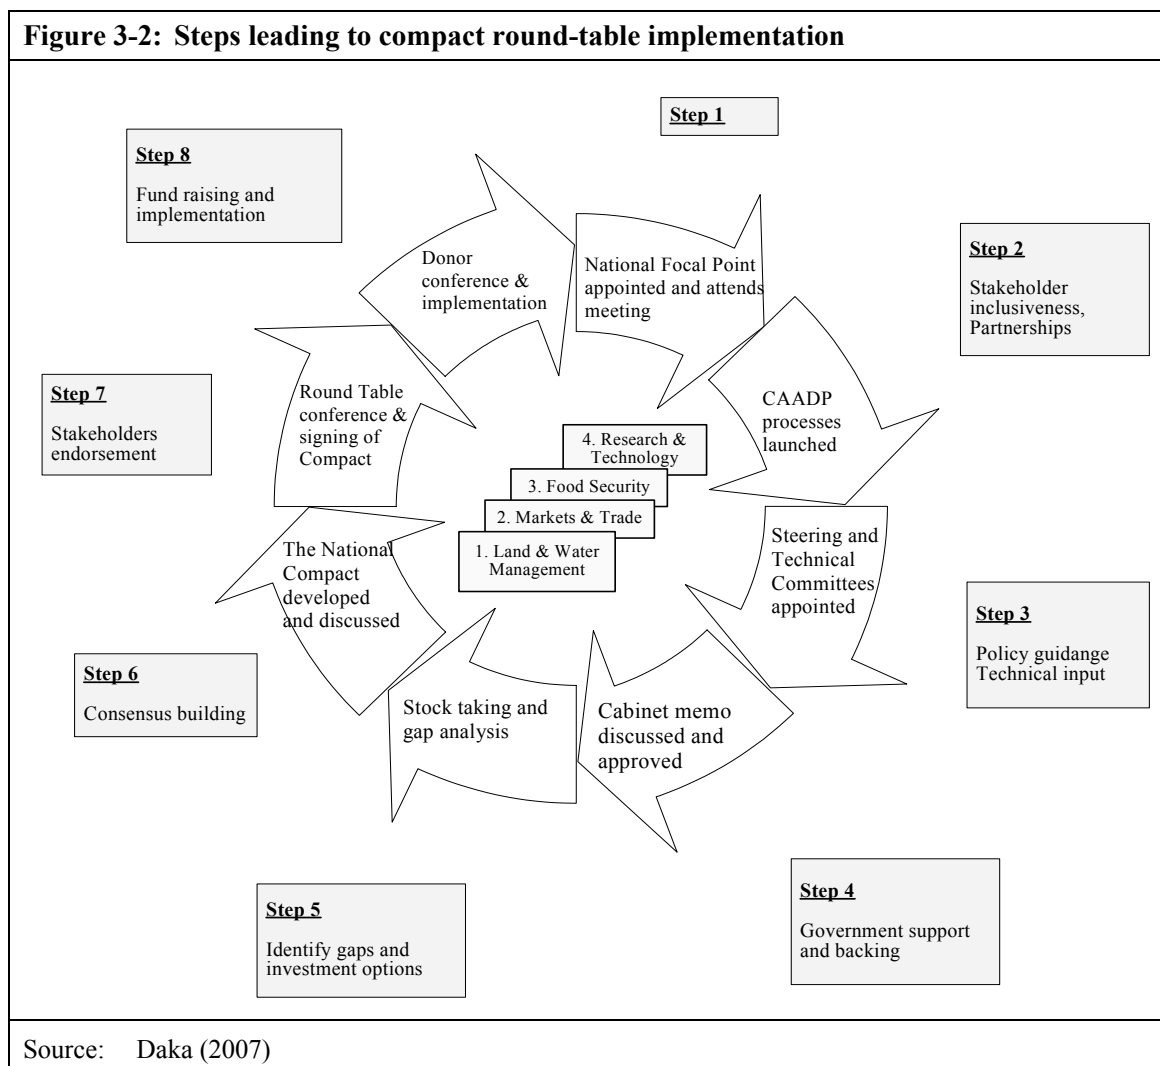 Figure 3-2: Steps leading to compact round-table implementation
Step 1
National Focal Point
appointed and attends
meeting
Step 2
Stakeholder
inclusiveness,
Partnerships
CAADP
processes
launched
Step 3
Policy guidange
Technical input
Steering and
Technical
Committees
appointed
Step 4
Government support
and backing
Cabinet memo
discussed and
approved
Step 5
Identify gaps and
investment options
Stock taking and
gap analysis
Step 6
Consensus building
The National
Compact
developed
and discussed
Step 7
Stakeholders
endorsement
Round Table
conference &
signing of
Compact
Step 8
Fund raising and
implementation
Donor
conference &
implementation
4. Research &
Technology
3. Food Security
2. Markets & Trade
1. Land & Water
Management
Source: Daka (2007)